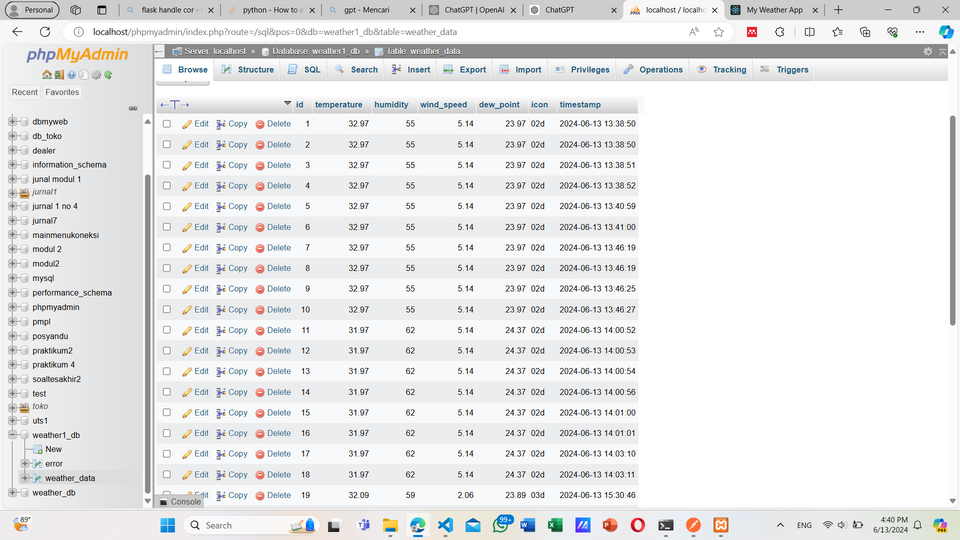 Personal flask handle cor - python - How to e gpt - Mencari ChatGPT | OpenAI ChatGPT localhost / localho My Weather App
localhost/phpmyadmin/index.php?route=/sql&pos=0&db=weather1_db&table=weather_data
phpMyAdmin
Recent Favorites
dbmyweb
db_toko
dealer
information_schema
junal modul 1
jurnal1
jurnal 1 no 4
jurnal7
mainmenukoneksi
modul 2
modul2
mysql
performance_schema
phpmyadmin
pmpl
posyandu
praktikum2
praktikum 4
soaltesakhir2
test
toko
uts1
weather1_db
New
error
weather_data
weather_db
Server: localhost » Database: weather1_db » Table: weather_data
Browse Structure SQL Search Insert Export Import Privileges Operations Tracking Triggers
id temperature humidity wind_speed dew_point icon timestamp
Edit Copy Delete 1 32.97 55 5.14 23.97 02d 2024-06-13 13:38:50
Edit Copy Delete 2 32.97 55 5.14 23.97 02d 2024-06-13 13:38:50
Edit Copy Delete 3 32.97 55 5.14 23.97 02d 2024-06-13 13:38:51
Edit Copy Delete 4 32.97 55 5.14 23.97 02d 2024-06-13 13:38:52
Edit Copy Delete 5 32.97 55 5.14 23.97 02d 2024-06-13 13:40:59
Edit Copy Delete 6 32.97 55 5.14 23.97 02d 2024-06-13 13:41:00
Edit Copy Delete 7 32.97 55 5.14 23.97 02d 2024-06-13 13:46:19
Edit Copy Delete 8 32.97 55 5.14 23.97 02d 2024-06-13 13:46:19
Edit Copy Delete 9 32.97 55 5.14 23.97 02d 2024-06-13 13:46:25
Edit Copy Delete 10 32.97 55 5.14 23.97 02d 2024-06-13 13:46:27
Edit Copy Delete 11 31.97 62 5.14 24.37 02d 2024-06-13 14:00:52
Edit Copy Delete 12 31.97 62 5.14 24.37 02d 2024-06-13 14:00:53
Edit Copy Delete 13 31.97 62 5.14 24.37 02d 2024-06-13 14:00:54
Edit Copy Delete 14 31.97 62 5.14 24.37 02d 2024-06-13 14:00:56
Edit Copy Delete 15 31.97 62 5.14 24.37 02d 2024-06-13 14:01:00
Edit Copy Delete 16 31.97 62 5.14 24.37 02d 2024-06-13 14:01:01
Edit Copy Delete 17 31.97 62 5.14 24.37 02d 2024-06-13 14:03:10
Edit Copy Delete 18 31.97 62 5.14 24.37 02d 2024-06-13 14:03:11
Edit Copy Delete 19 32.09 59 2.06 23.89 03d 2024-06-13 15:30:46
Console
89° Search 99+ ENG 4:40 PM
6/13/2024